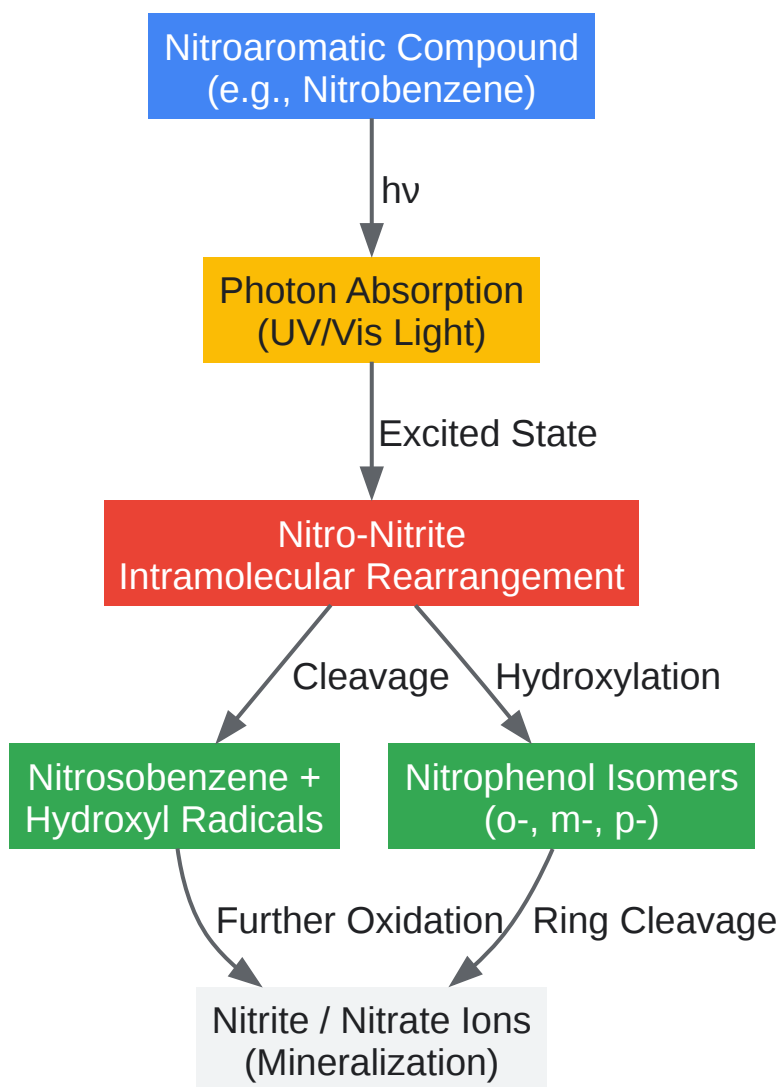 Nitroaromatic Compound
(e.g., Nitrobenzene)
hν
Photon Absorption
(UV/Vis Light)
Excited State
Nitro-Nitrite
Intramolecular Rearrangement
Cleavage
Hydroxylation
Nitrosobenzene +
Hydroxyl Radicals
Nitrophenol Isomers
(o-, m-, p-)
Further Oxidation
Ring Cleavage
Nitrite / Nitrate Ions
(Mineralization)